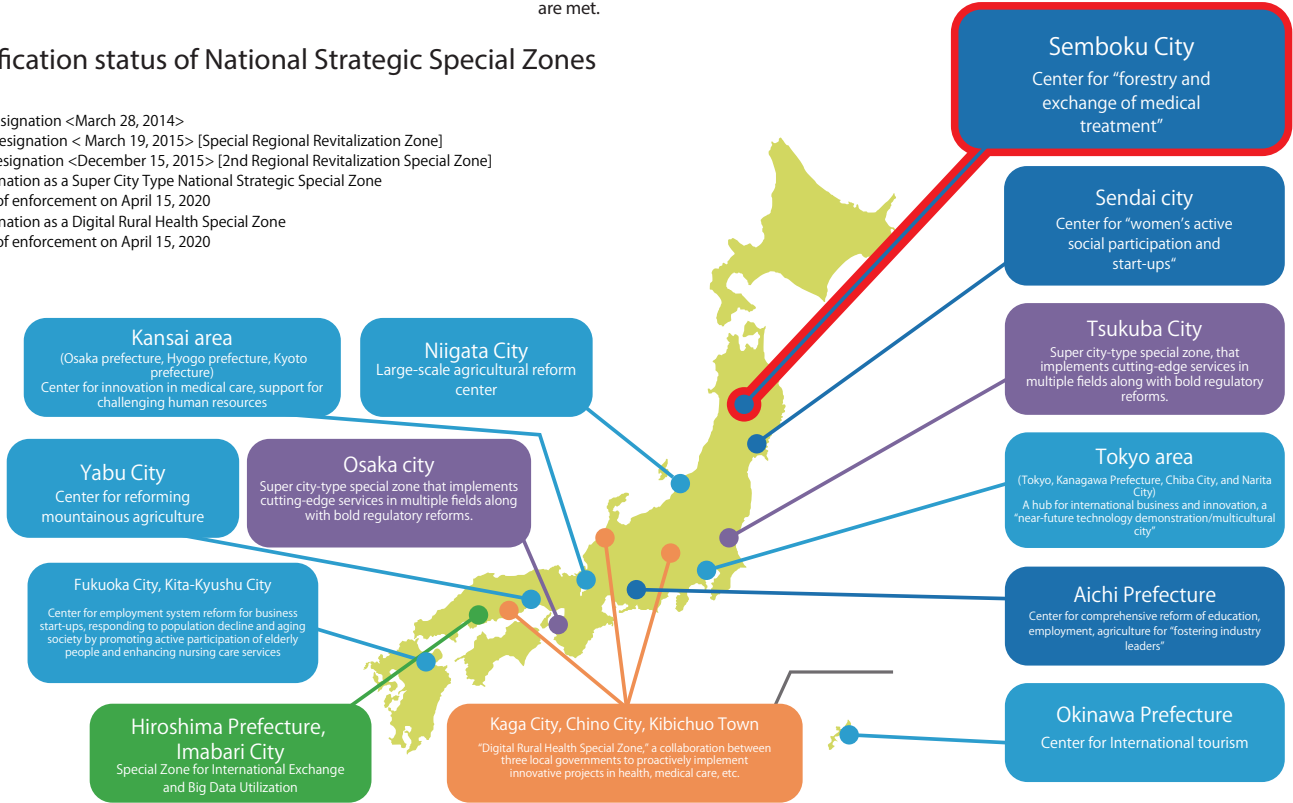 are met.
fication status of National Strategic Special Zones
signation <March 28, 2014>
esignation < March 19, 2015> [Special Regional Revitalization Zone]
esignation <December 15, 2015> [2nd Regional Revitalization Special Zone]
nation as a Super City Type National Strategic Special Zone
of enforcement on April 15, 2020
nation as a Digital Rural Health Special Zone
of enforcement on April 15, 2020
Semboku City
Center for “forestry and
exchange of medical
treatment”
Sendai city
Center for “women’s active
social participation and
start-ups“
Tsukuba City
Super city-type special zone, that
implements cutting-edge services in
multiple fields along with bold regulatory
reforms.
Kansai area
(Osaka prefecture, Hyogo prefecture, Kyoto
prefecture)
Center for innovation in medical care, support for
challenging human resources
Niigata City
Large-scale agricultural reform
center
Yabu City
Center for reforming
mountainous agriculture
Osaka city
Super city-type special zone that implements
cutting-edge services in multiple fields along
with bold regulatory reforms.
Tokyo area
(Tokyo, Kanagawa Prefecture, Chiba City, and Narita
City)
A hub for international business and innovation, a
“near-future technology demonstration/multicultural
city”
Fukuoka City, Kita-Kyushu City
Center for employment system reform for business
start-ups, responding to population decline and aging
society by promoting active participation of elderly
people and enhancing nursing care services
Aichi Prefecture
Center for comprehensive reform of education,
employment, agriculture for “fostering industry
leaders”
Hiroshima Prefecture,
Imabari City
Special Zone for International Exchange
and Big Data Utilization
Kaga City, Chino City, Kibichuo Town
“Digital Rural Health Special Zone,” a collaboration between
three local governments to proactively implement
innovative projects in health, medical care, etc.
Okinawa Prefecture
Center for International tourism